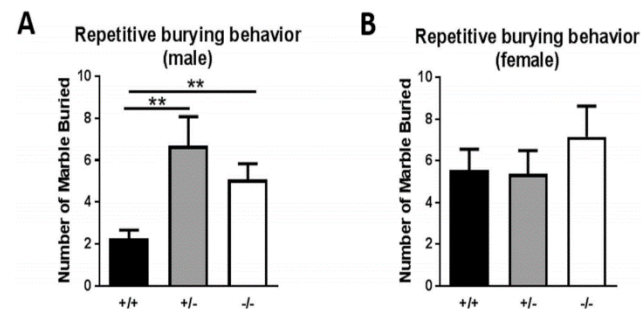 A
Repetitive burying behavior
(male)
Number of Marble Buried
10
8
6
4
2
0
**
**
+/+ +/- -/-
B
Repetitive burying behavior
(female)
Number of Marble Buried
10
8
6
4
2
0
+/+ +/- -/-